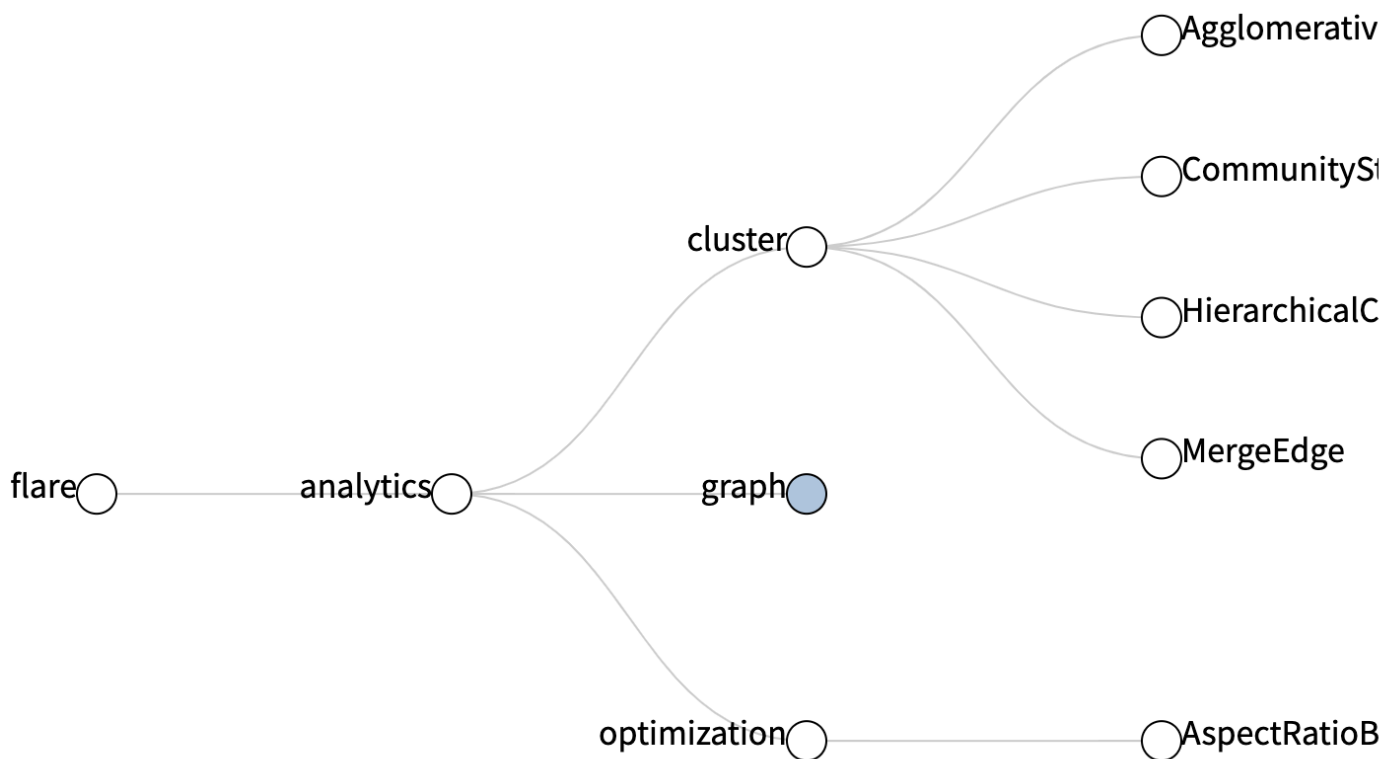 Agglomerativ
CommunitySt
cluster
HierarchicalC
MergeEdge
flare
analytics
graph
optimization
AspectRatioB